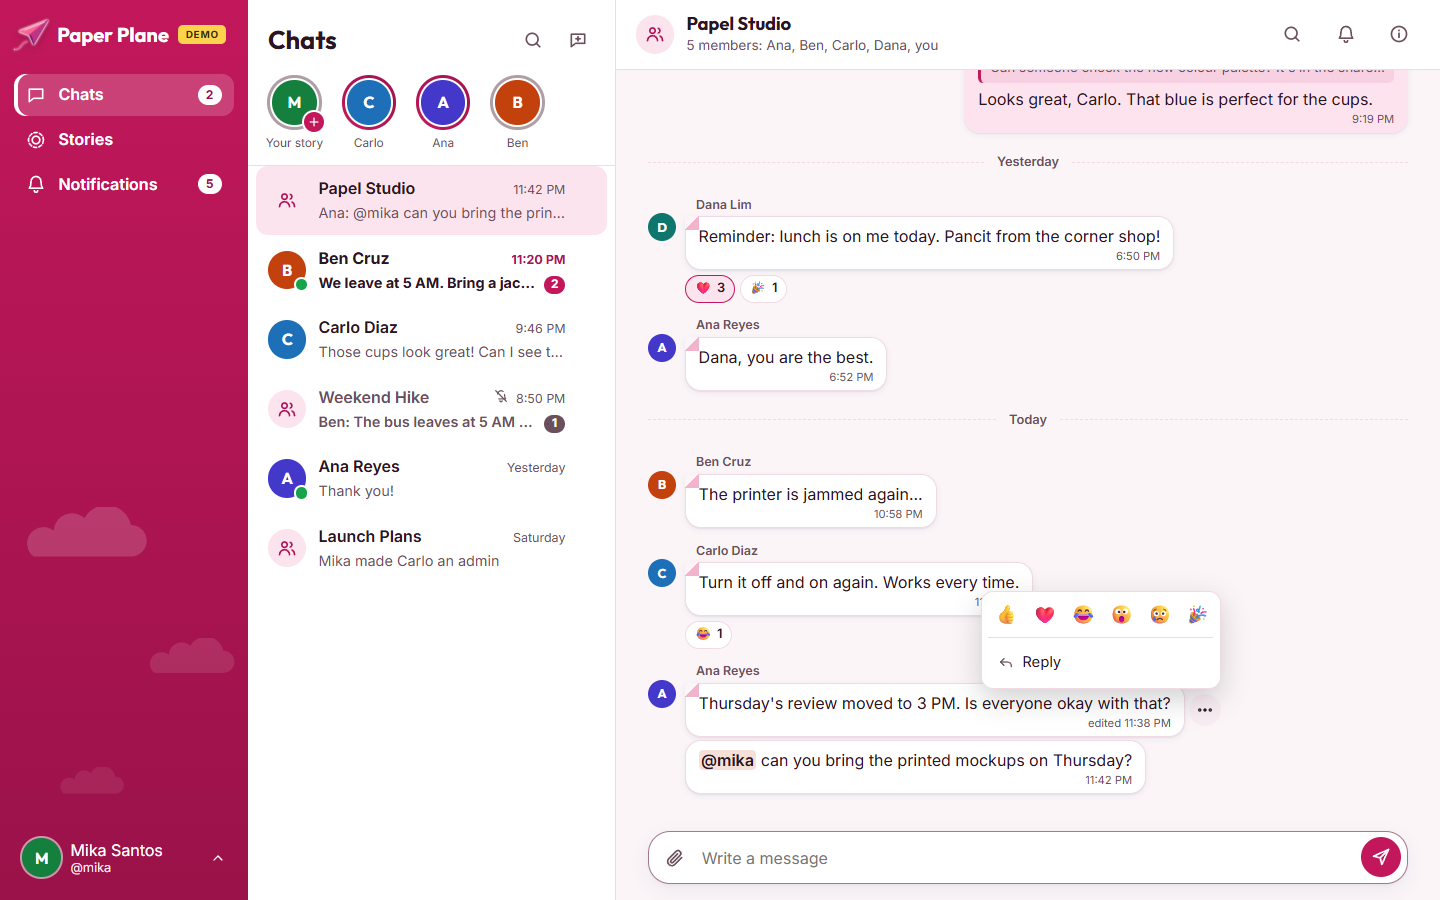 Paper Plane DEMO
Chats 2
Stories
Notifications 5
M Mika Santos
@mika
Chats
M C A B
Your story Carlo Ana Ben
Papel Studio 11:42 PM
Ana: @mika can you bring the prin...
B Ben Cruz 11:20 PM
We leave at 5 AM. Bring a jac... 2
C Carlo Diaz 9:46 PM
Those cups look great! Can I see t...
Weekend Hike 8:50 PM
Ben: The bus leaves at 5 AM ... 1
A Ana Reyes Yesterday
Thank you!
Launch Plans Saturday
Mika made Carlo an admin
Papel Studio
5 members: Ana, Ben, Carlo, Dana, you
Looks great, Carlo. That blue is perfect for the cups.
9:19 PM
Yesterday
Dana Lim
D Reminder: lunch is on me today. Pancit from the corner shop!
6:50 PM
3 1
Ana Reyes
A Dana, you are the best.
6:52 PM
Today
Ben Cruz
B The printer is jammed again...
10:58 PM
Carlo Diaz
C Turn it off and on again. Works every time.
1
Reply
Ana Reyes
A Thursday's review moved to 3 PM. Is everyone okay with that?
edited 11:38 PM
@mika can you bring the printed mockups on Thursday?
11:42 PM
Write a message